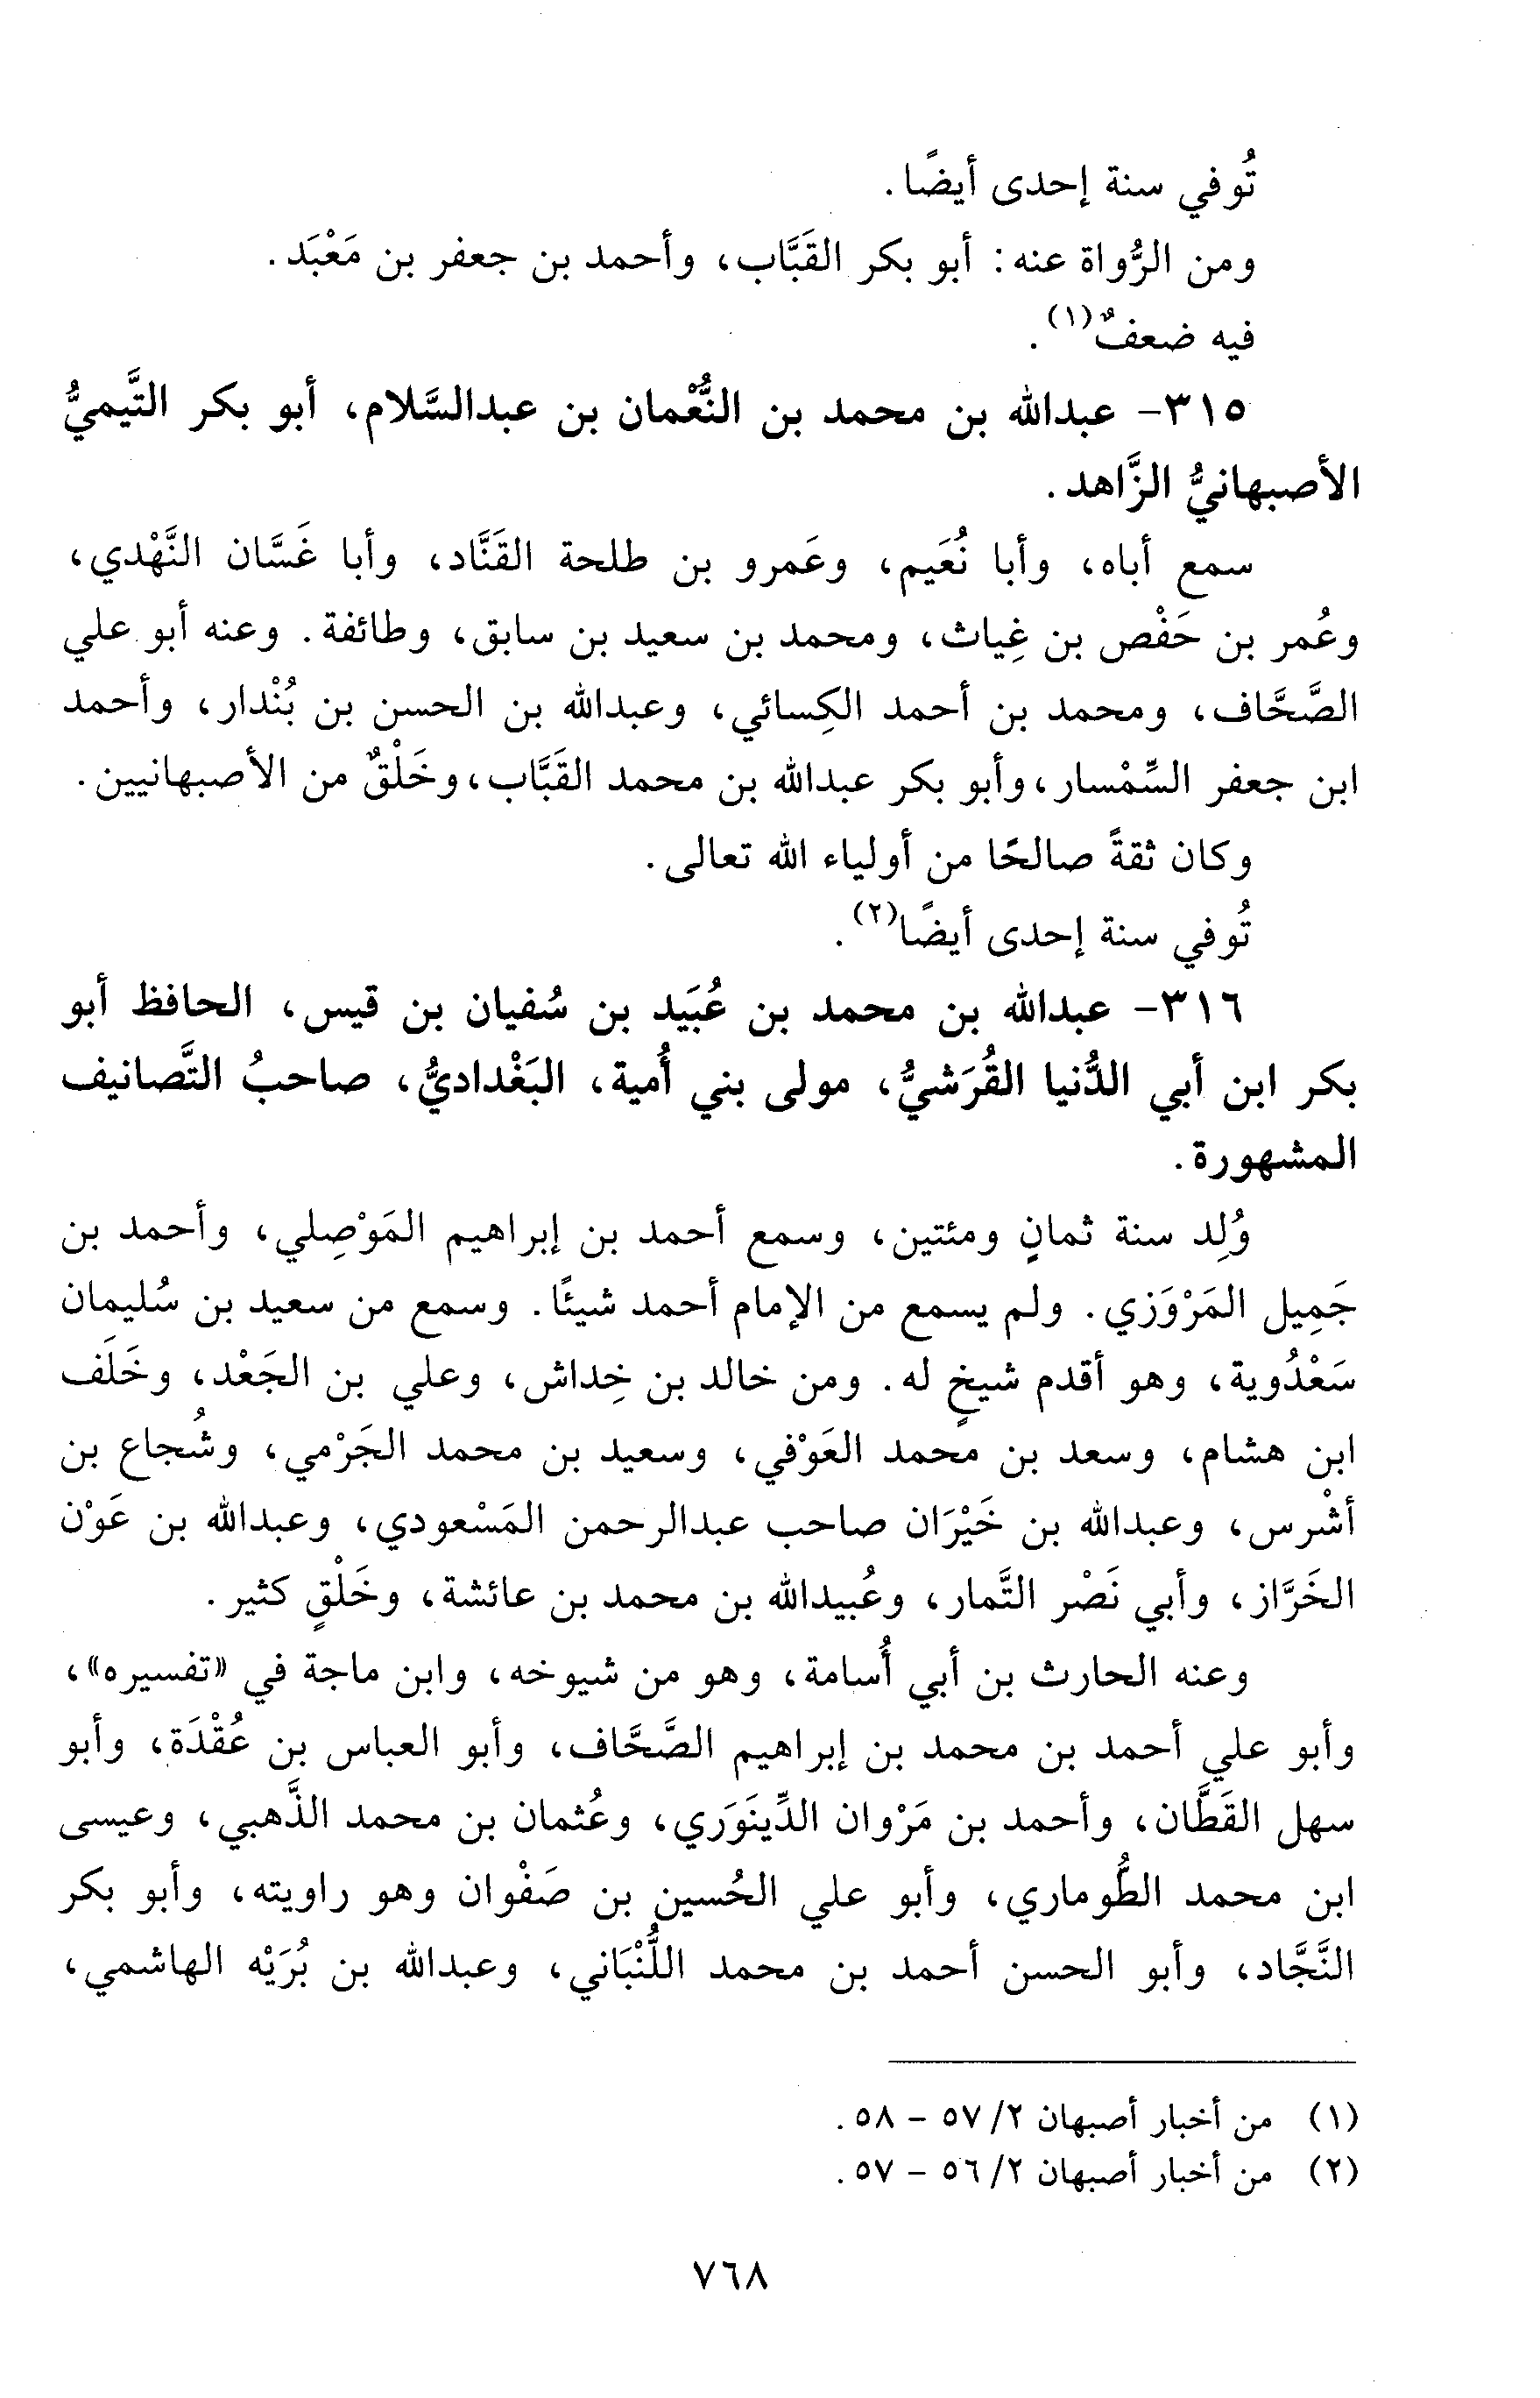 تُوفي سنة إحدى أيضًا.
ومن الرُّواة عنه: أبو بكر القَبَّاب، وأحمد بن جعفر بن مَعْبَد.
فيه ضعفٌ(١).
٣١٥- عبدالله بن محمد بن النُّعْمان بن عبدالسَّلام، أبو بكر التَّيميُّ
الأصبهانيُّ الزَّاهد.
سمع أباه، وأبا نُعَيم، وعَمرو بن طلحة القَنَّاد، وأبا غَسَّان النَّهْدي،
وعُمر بن حَفْص بن غِياث، ومحمد بن سعيد بن سابق، وطائفة. وعنه أبو علي
الصَّحَّاف، ومحمد بن أحمد الكِسائي، وعبدالله بن الحسن بن بُنْدار، وأحمد
ابن جعفر السِّمْسار، وأبو بكر عبدالله بن محمد القَبَّاب، وخَلْقٌ من الأصبهانيين.
وكان ثقةً صالحًا من أولياء الله تعالى.
تُوفي سنة إحدى أيضًا(٢).
٣١٦- عبدالله بن محمد بن عُبَيد بن سُفيان بن قيس، الحافظ أبو
بكر ابن أبي الدُّنيا القُرَشيُّ، مولى بني أُمية، البَغْداديُّ، صاحبُ التَّصانيف
المشهورة.
وُلِد سنة ثمانٍ ومئتين، وسمع أحمد بن إبراهيم المَوْصِلي، وأحمد بن
جَمِيل المَرْوَزي. ولم يسمع من الإمام أحمد شيئًا. وسمع من سعيد بن سُليمان
سَعْدُوية، وهو أقدم شيخٍ له. ومن خالد بن خِداش، وعلي بن الجَعْد، وخَلَف
ابن هشام، وسعد بن محمد العَوْفي، وسعيد بن محمد الجَرْمي، وشُجاع بن
أشْرس، وعبدالله بن خَيْرَان صاحب عبدالرحمن المَسْعودي، وعبدالله بن عَوْن
الخَرَّاز، وأبي نَصْر التَّمار، وعُبيدالله بن محمد بن عائشة، وخَلْقٍ كثير.
وعنه الحارث بن أبي أُسامة، وهو من شيوخه، وابن ماجة في «تفسيره»،
وأبو علي أحمد بن محمد بن إبراهيم الصَّحَّاف، وأبو العباس بن عُقْدَة، وأبو
سهل القَطَّان، وأحمد بن مَرْوان الدِّينَوَري، وعُثمان بن محمد الذَّهبي، وعيسى
ابن محمد الطُّوماري، وأبو علي الحُسين بن صَفْوان وهو راويته، وأبو بكر
النَّجَّاد، وأبو الحسن أحمد بن محمد اللُّنْبَاني، وعبدالله بن بُرَيْه الهاشمي،
(١) من أخبار أصبهان ٢/ ٥٧ - ٥٨.
(٢) من أخبار أصبهان ٢/ ٥٦ - ٥٧.
٧٦٨